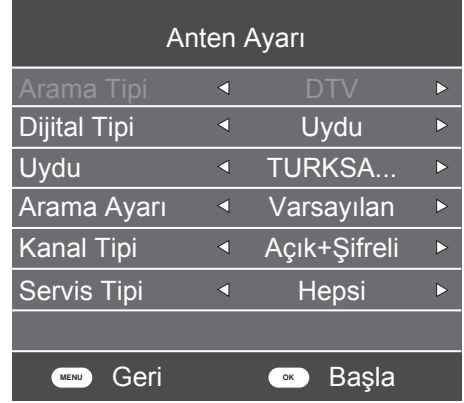 Anten Ayarı
Arama Tipi DTV
Dijital Tipi Uydu
Uydu TURKSA...
Arama Ayarı Varsayılan
Kanal Tipi Açık+Şifreli
Servis Tipi Hepsi
MENU Geri OK Başla